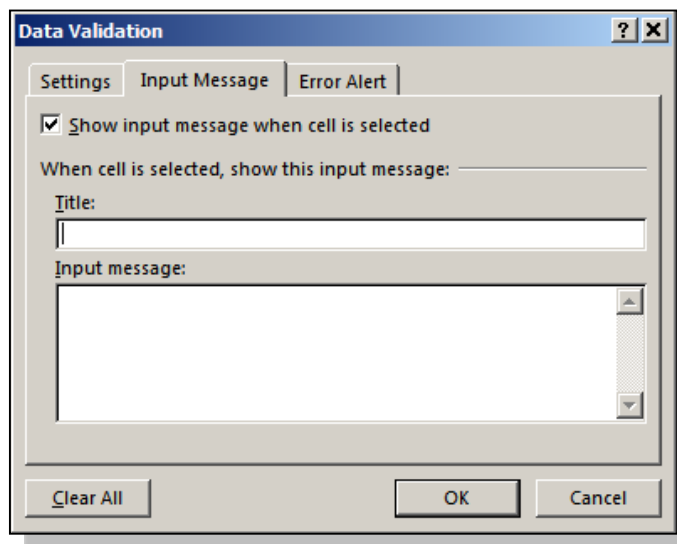 Data Validation
Settings Input Message Error Alert
Show input message when cell is selected
When cell is selected, show this input message:
Title:
Input message:
Clear All OK Cancel